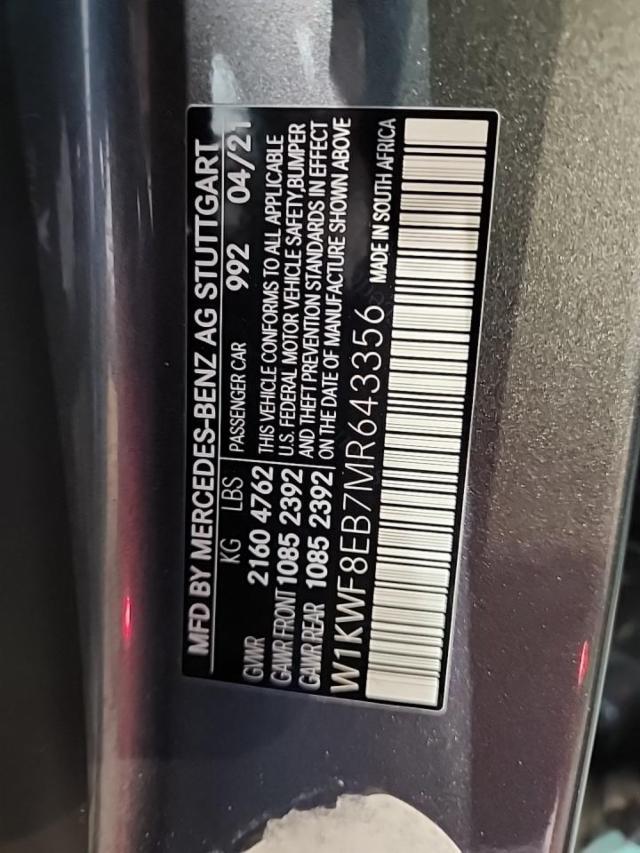 MFD BY MERCEDES-BENZ AG STUTTGART
KG LBS PASSENGER CAR 992 04/21
GVWR 2160 4762 THIS VEHICLE CONFORMS TO ALL APPLICABLE
GAWR FRONT 1085 2392 U.S. FEDERAL MOTOR VEHICLE SAFETY,BUMPER
GAWR REAR 1085 2392 AND THEFT PREVENTION STANDARDS IN EFFECT
ON THE DATE OF MANUFACTURE SHOWN ABOVE
W1KWF8EB7MR643356 MADE IN SOUTH AFRICA